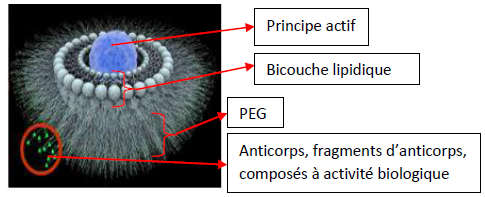 Principe actif
Bicouche lipidique
PEG
Anticorps, fragments d'anticorps,
composés à activité biologique